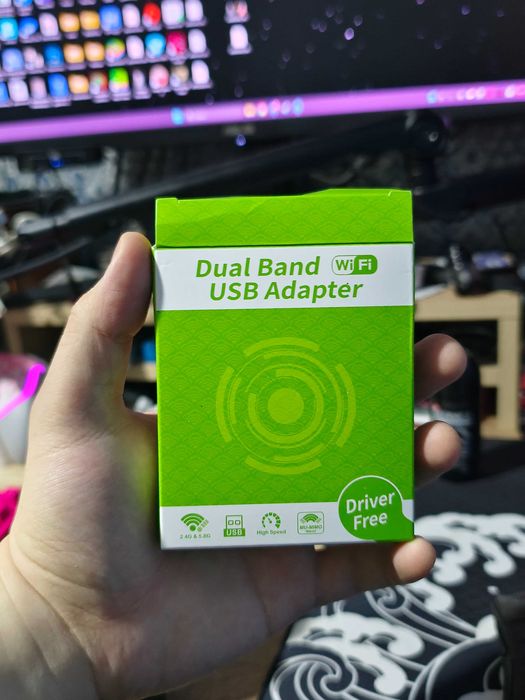 Dual Band WiFi
USB Adapter
Driver
Free
2.4G & 5.8G
USB
High Speed
MU-MIMO